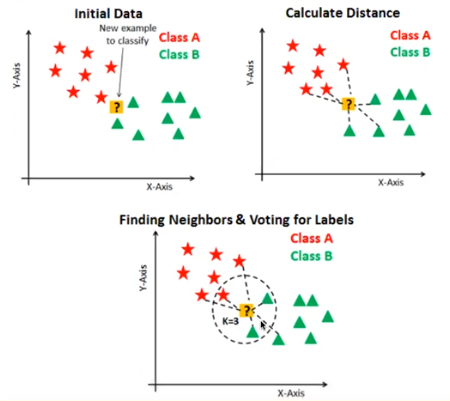 Initial Data
New example
to classify
Class A
Class B
?
Y-Axis
X-Axis
Calculate Distance
Class A
Class B
?
Y-Axis
X-Axis
Finding Neighbors & Voting for Labels
Class A
Class B
?
K=3
Y-Axis
X-Axis